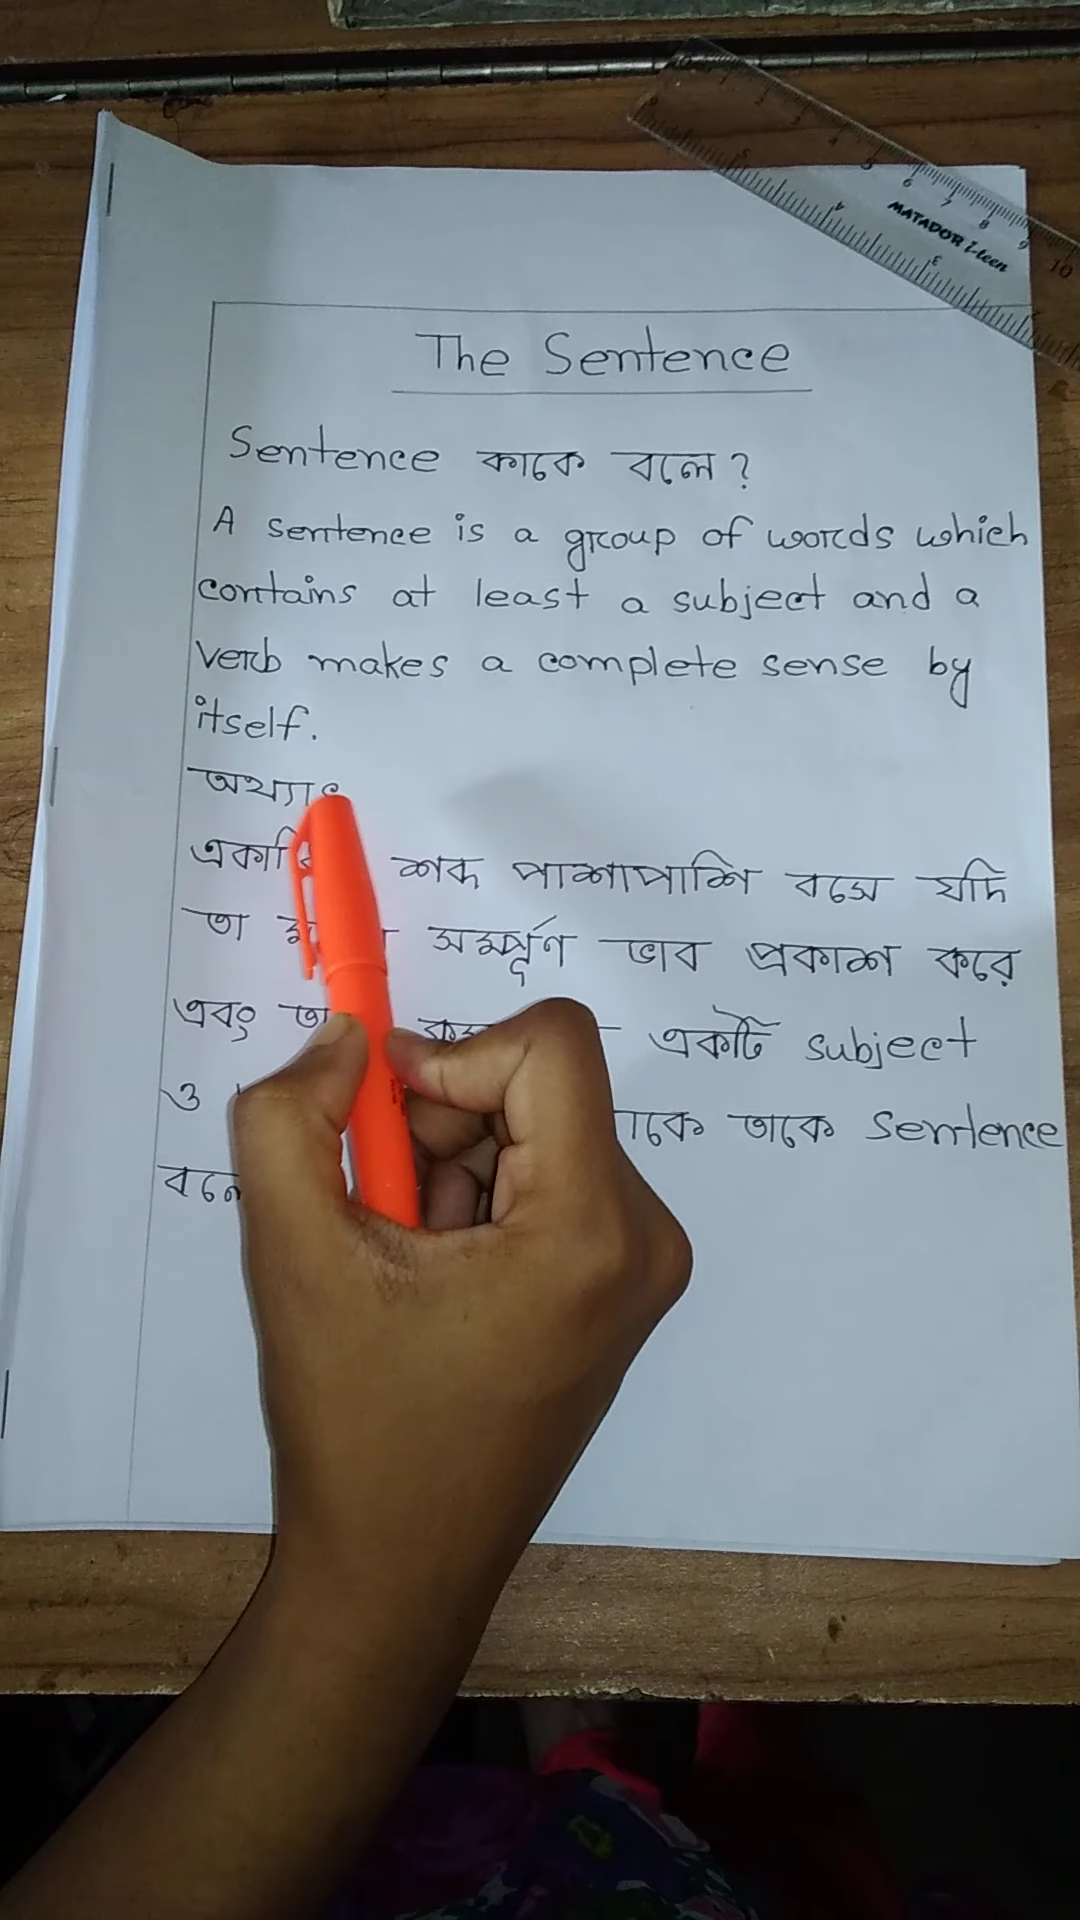 MATADOR i-teen
The Sentence
Sentence কাকে বলে?
A sentence is a group of words which
contains at least a subject and a
verb makes a complete sense by
itself.
অথ্যাৎ
শব্দ পাশাপাশি বসে যদি
তা সম্পূর্ণ ভাব প্রকাশ করে
এবং একটি subject
ও তাকে sentence
বলে